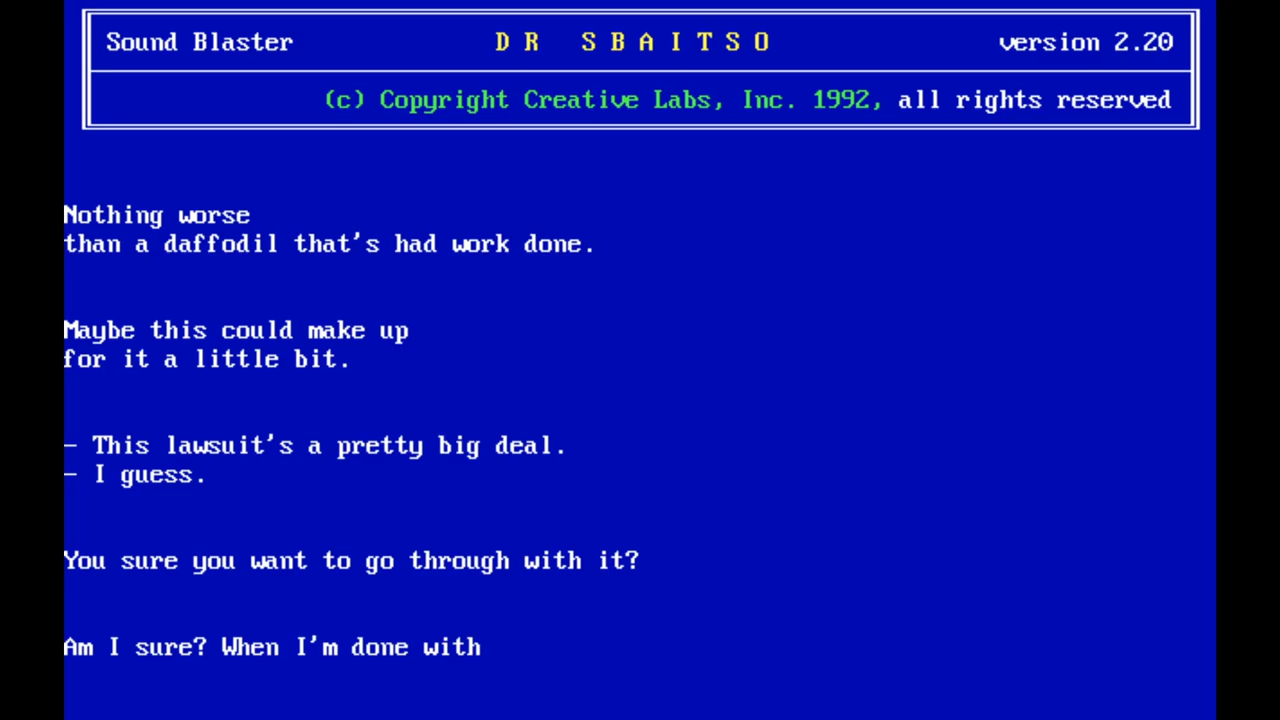 Sound Blaster D R S B A I T S O version 2.20
(c) Copyright Creative Labs, Inc. 1992, all rights reserved
Nothing worse
than a daffodil that's had work done.
Maybe this could make up
for it a little bit.
– This lawsuit's a pretty big deal.
– I guess.
You sure you want to go through with it?
Am I sure? When I'm done with